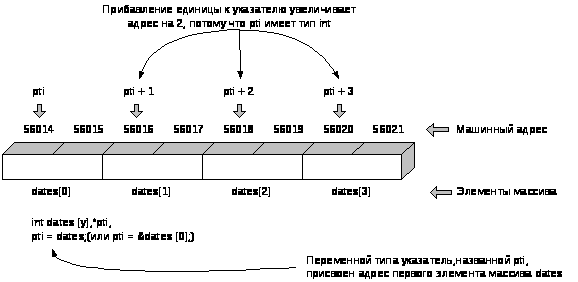 Прибавление единицы к указателю увеличивает
адрес на 2, потому что pti имеет тип int
pti pti + 1 pti + 2 pti + 3
56014 56015 56016 56017 56018 56019 56020 56021 Машинный адрес
dates[0] dates[1] dates[2] dates[3] Элементы массива
int dates [y],*pti,
pti = dates;(или pti = &dates [0];)
Переменной типа указатель,названной pti,
присвоен адрес первого элемента массива dates